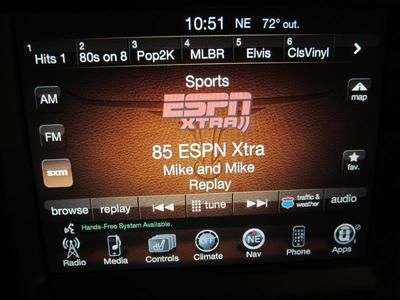 10:51 NE 72° out.
1 2 3 4 5 6
Hits 1 80s on 8 Pop2K MLBR Elvis ClsVinyl
Sports
AM
map
ESPN
XTRA
FM
85 ESPN Xtra
Mike and Mike
fav.
sxm
Replay
browse replay tune traffic & weather audio
Hands-Free System Available.
OFF NE
Radio Media Controls Climate Nav Phone Apps